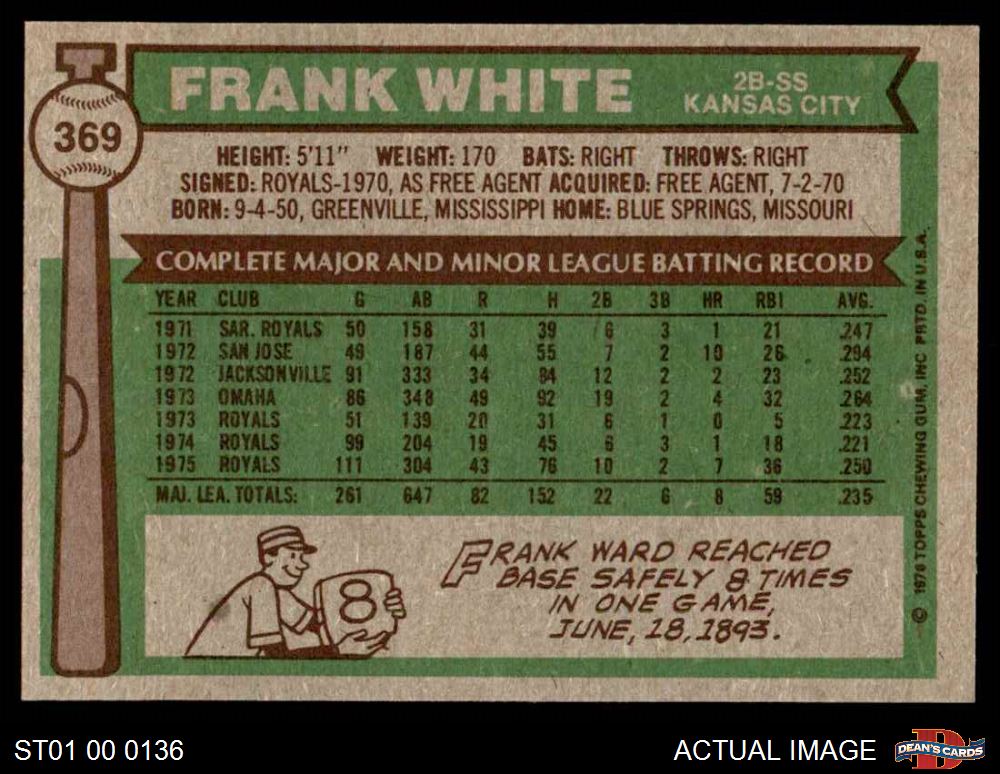 FRANK WHITE
2B-SS
KANSAS CITY
369
HEIGHT: 5'11" WEIGHT: 170 BATS: RIGHT THROWS: RIGHT
SIGNED: ROYALS-1970, AS FREE AGENT ACQUIRED: FREE AGENT, 7-2-70
BORN: 9-4-50, GREENVILLE, MISSISSIPPI HOME: BLUE SPRINGS, MISSOURI
COMPLETE MAJOR AND MINOR LEAGUE BATTING RECORD
YEAR CLUB G AB R H 2B 3B HR RBI AVG.
1971 SAR. ROYALS 50 158 31 39 6 3 1 21 .247
1972 SAN JOSE 49 187 44 55 7 2 10 26 .294
1972 JACKSONVILLE 91 333 34 84 12 2 2 23 .252
1973 OMAHA 86 348 49 92 19 2 4 32 .264
1973 ROYALS 51 139 20 31 6 1 0 5 .223
1974 ROYALS 99 204 19 45 6 3 1 18 .221
1975 ROYALS 111 304 43 76 10 2 7 36 .250
MAJ. LEA. TOTALS: 261 647 82 152 22 6 8 59 .235
8
FRANK WARD REACHED
BASE SAFELY 8 TIMES
IN ONE GAME,
JUNE, 18, 1893.
© 1976 TOPPS CHEWING GUM, INC PRTD. IN U.S.A.
ST01 00 0136
ACTUAL IMAGE
D
DEAN'S CARDS